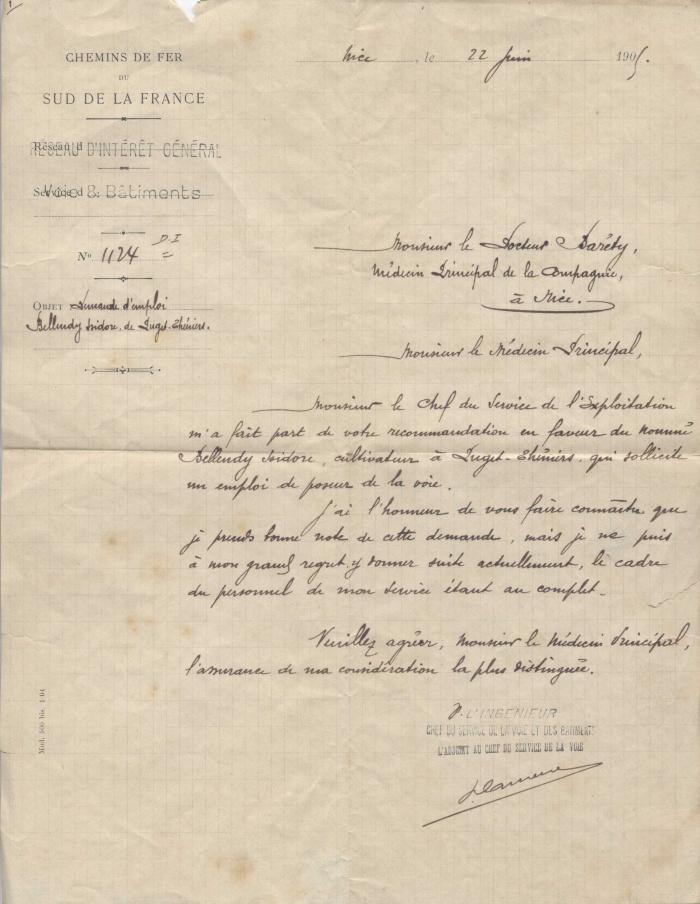 CHEMINS DE FER
DU
SUD DE LA FRANCE
Réseau d
RÉSEAU D'INTÉRÊT GÉNÉRAL
Service d
Voie & Bâtiments
N° 1124 D.I
=
OBJET Demande d'emploi
Bellendy Isidore, de Puget-Théniers.
Nice, le 22 Juin 1905.
Monsieur le Docteur Baréty,
Médecin Principal de la Compagnie,
à Nice.
Monsieur le Médecin Principal,
Monsieur le Chef du Service de l'Exploitation
m'a fait part de votre recommandation en faveur du nommé
Bellendy Isidore, cultivateur à Puget-Théniers, qui sollicite
un emploi de poseur de la voie.
J'ai l'honneur de vous faire connaître que
je prends bonne note de cette demande, mais je ne puis
à mon grand regret y donner suite actuellement, le cadre
du personnel de mon Service étant au complet.
Veuillez agréer, Monsieur le Médecin Principal,
l'assurance de ma considération la plus distinguée.
P. L'INGÉNIEUR
CHEF DU SERVICE DE LA VOIE ET DES BÂTIMENTS
L'ADJOINT AU CHEF DU SERVICE DE LA VOIE
Mod. 500 bis. 1-04